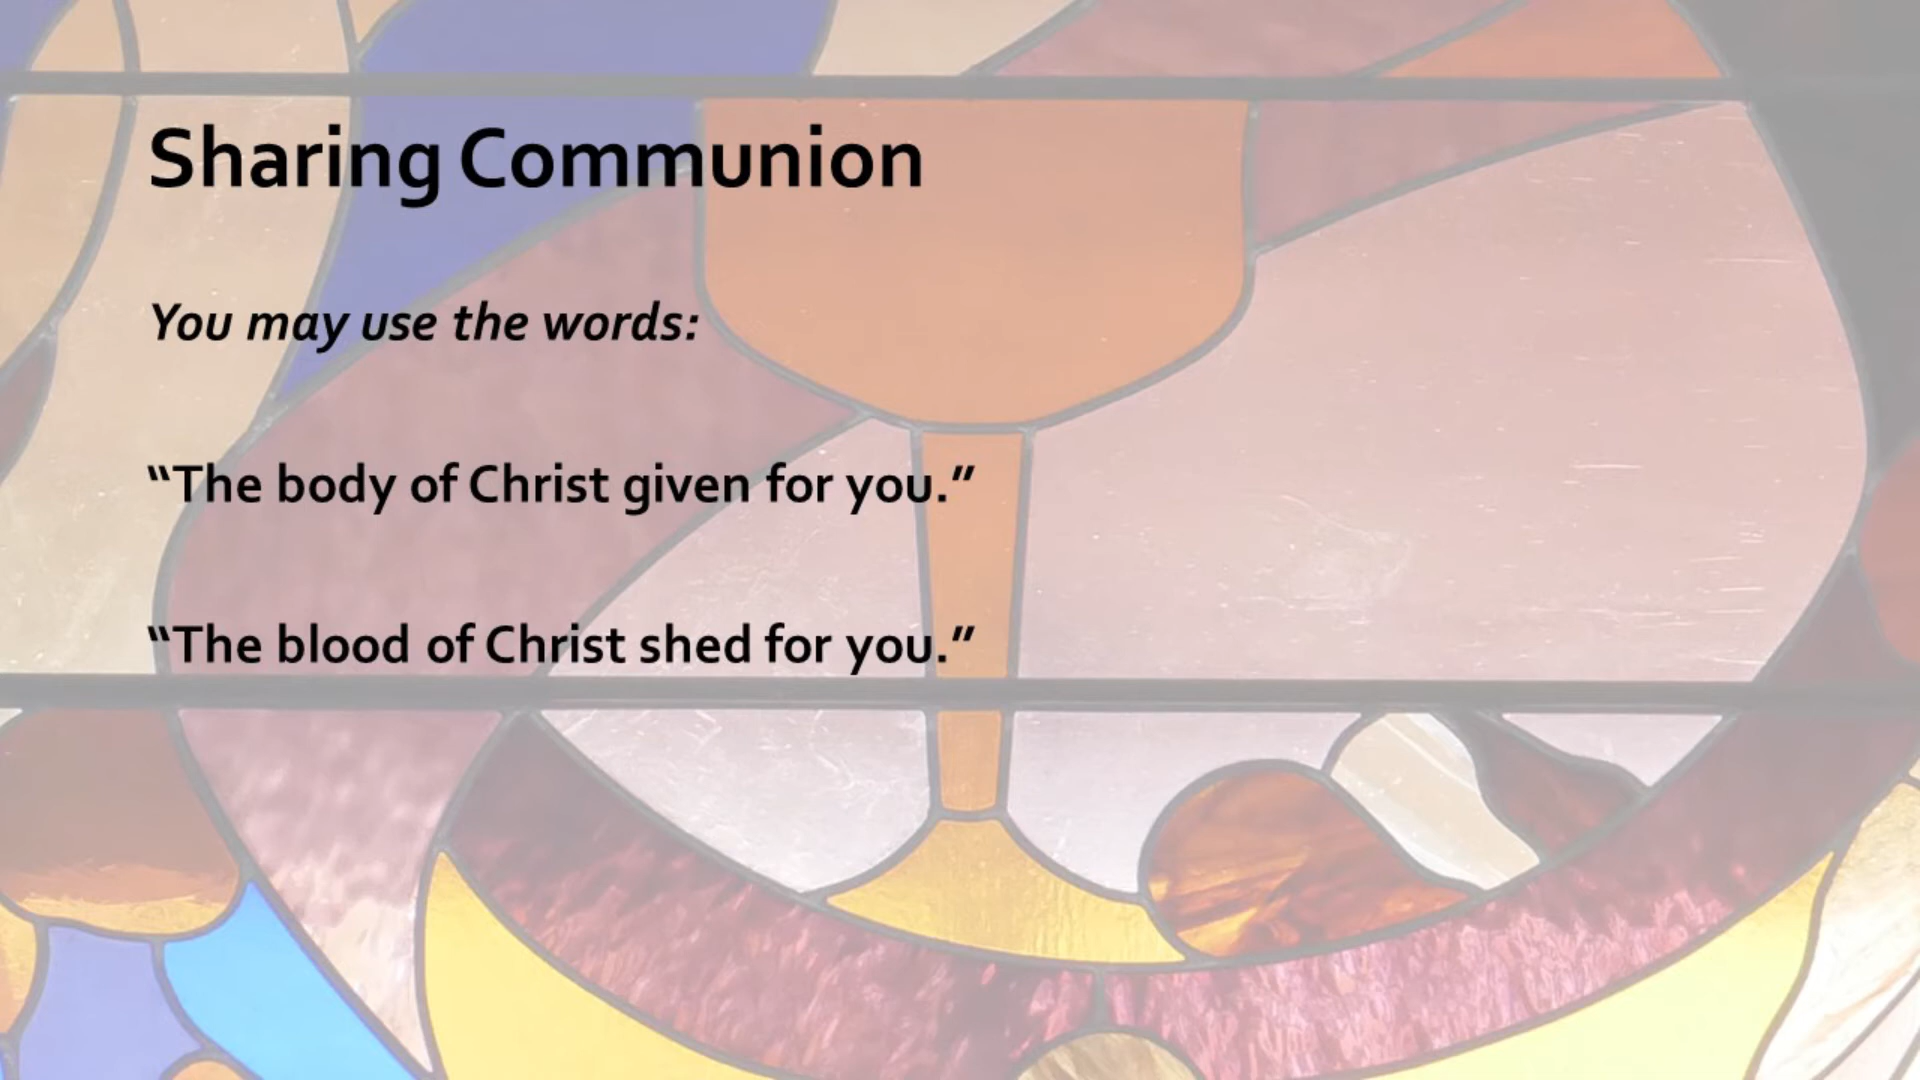 Sharing Communion
You may use the words:
“The body of Christ given for you.”
“The blood of Christ shed for you.”